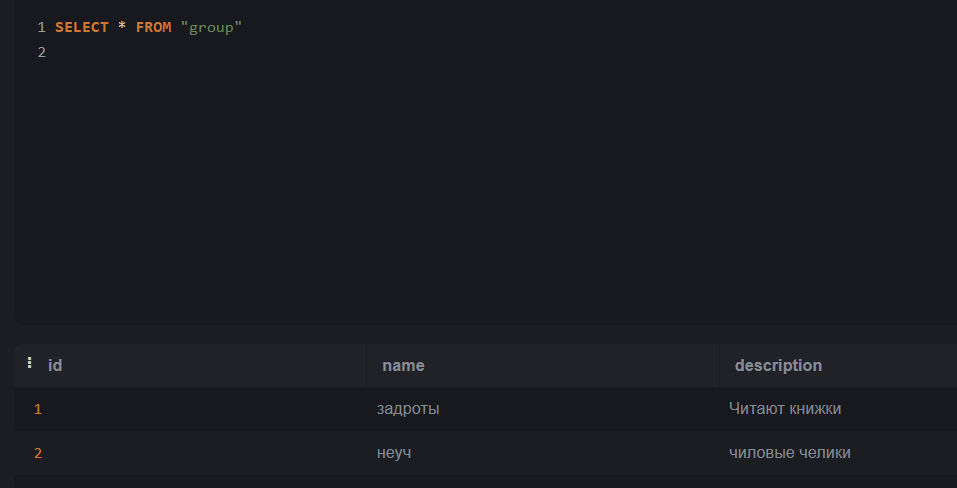 1 SELECT * FROM "group"
2
id name description
1 задроты Читают книжки
2 неуч чиловые челики